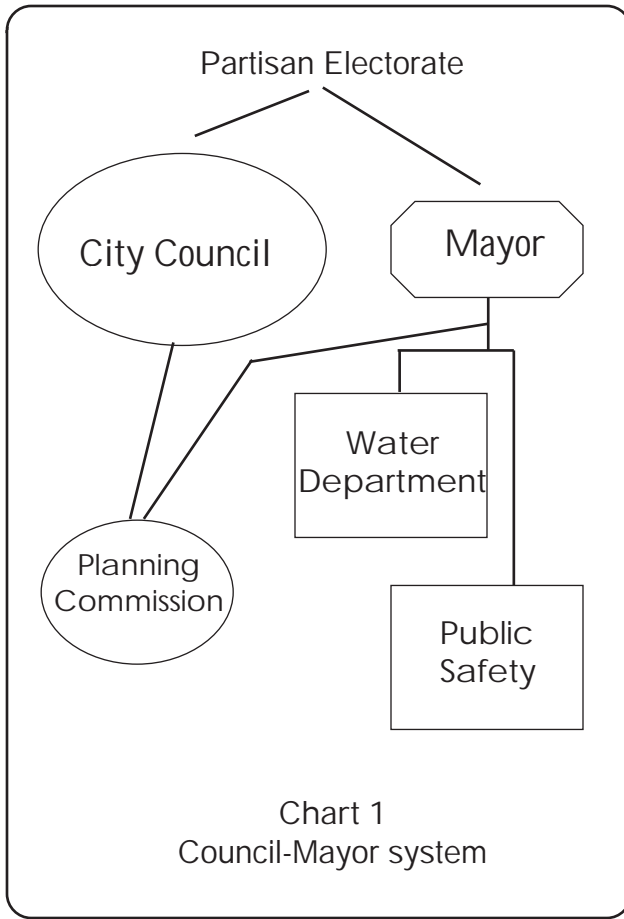 Partisan Electorate
City Council
Mayor
Water
Department
Planning
Commission
Public
Safety
Chart 1
Council-Mayor system